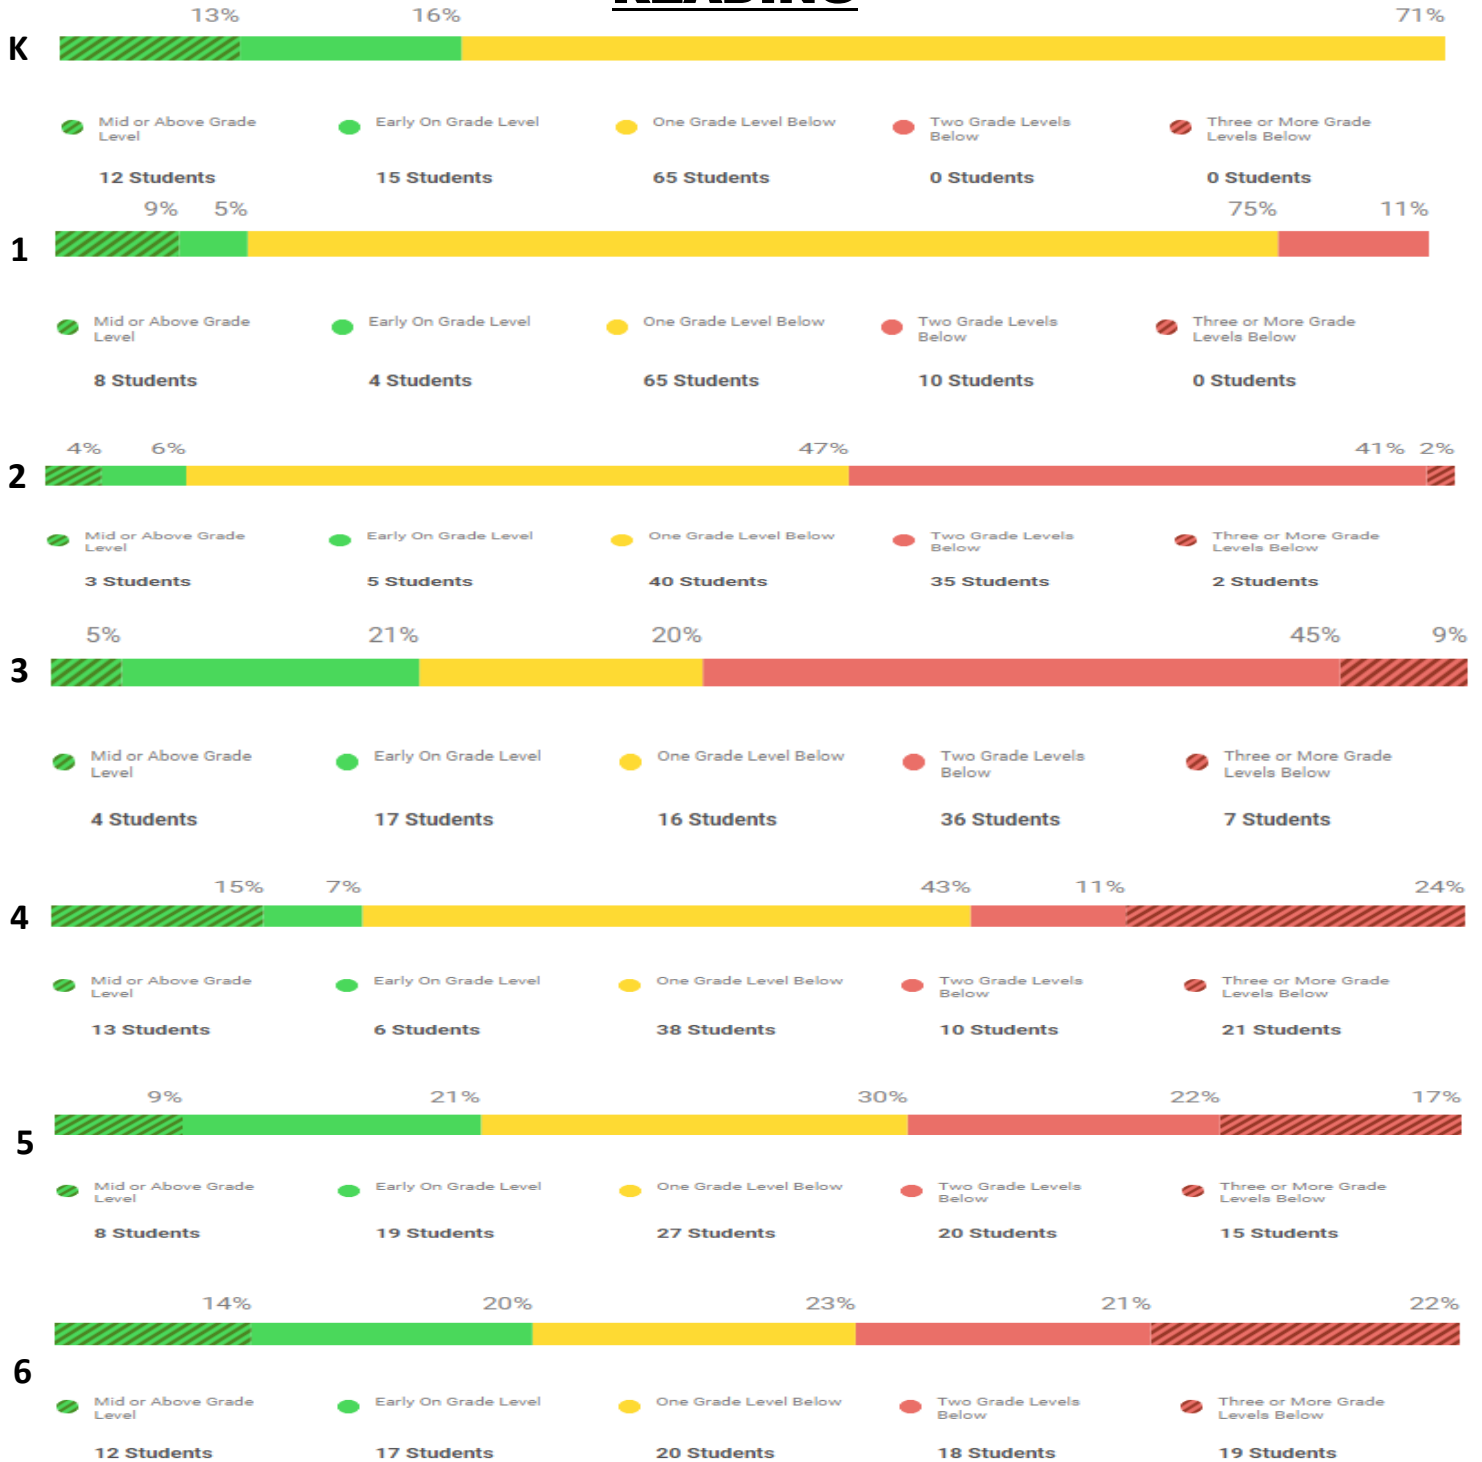 READING
13% 16% 71%
K
Mid or Above Grade Level Early On Grade Level One Grade Level Below Two Grade Levels Below Three or More Grade Levels Below
12 Students 15 Students 65 Students 0 Students 0 Students
9% 5% 75% 11%
1
Mid or Above Grade Level Early On Grade Level One Grade Level Below Two Grade Levels Below Three or More Grade Levels Below
8 Students 4 Students 65 Students 10 Students 0 Students
4% 6% 47% 41% 2%
2
Mid or Above Grade Level Early On Grade Level One Grade Level Below Two Grade Levels Below Three or More Grade Levels Below
3 Students 5 Students 40 Students 35 Students 2 Students
5% 21% 20% 45% 9%
3
Mid or Above Grade Level Early On Grade Level One Grade Level Below Two Grade Levels Below Three or More Grade Levels Below
4 Students 17 Students 16 Students 36 Students 7 Students
15% 7% 43% 11% 24%
4
Mid or Above Grade Level Early On Grade Level One Grade Level Below Two Grade Levels Below Three or More Grade Levels Below
13 Students 6 Students 38 Students 10 Students 21 Students
9% 21% 30% 22% 17%
5
Mid or Above Grade Level Early On Grade Level One Grade Level Below Two Grade Levels Below Three or More Grade Levels Below
8 Students 19 Students 27 Students 20 Students 15 Students
14% 20% 23% 21% 22%
6
Mid or Above Grade Level Early On Grade Level One Grade Level Below Two Grade Levels Below Three or More Grade Levels Below
12 Students 17 Students 20 Students 18 Students 19 Students